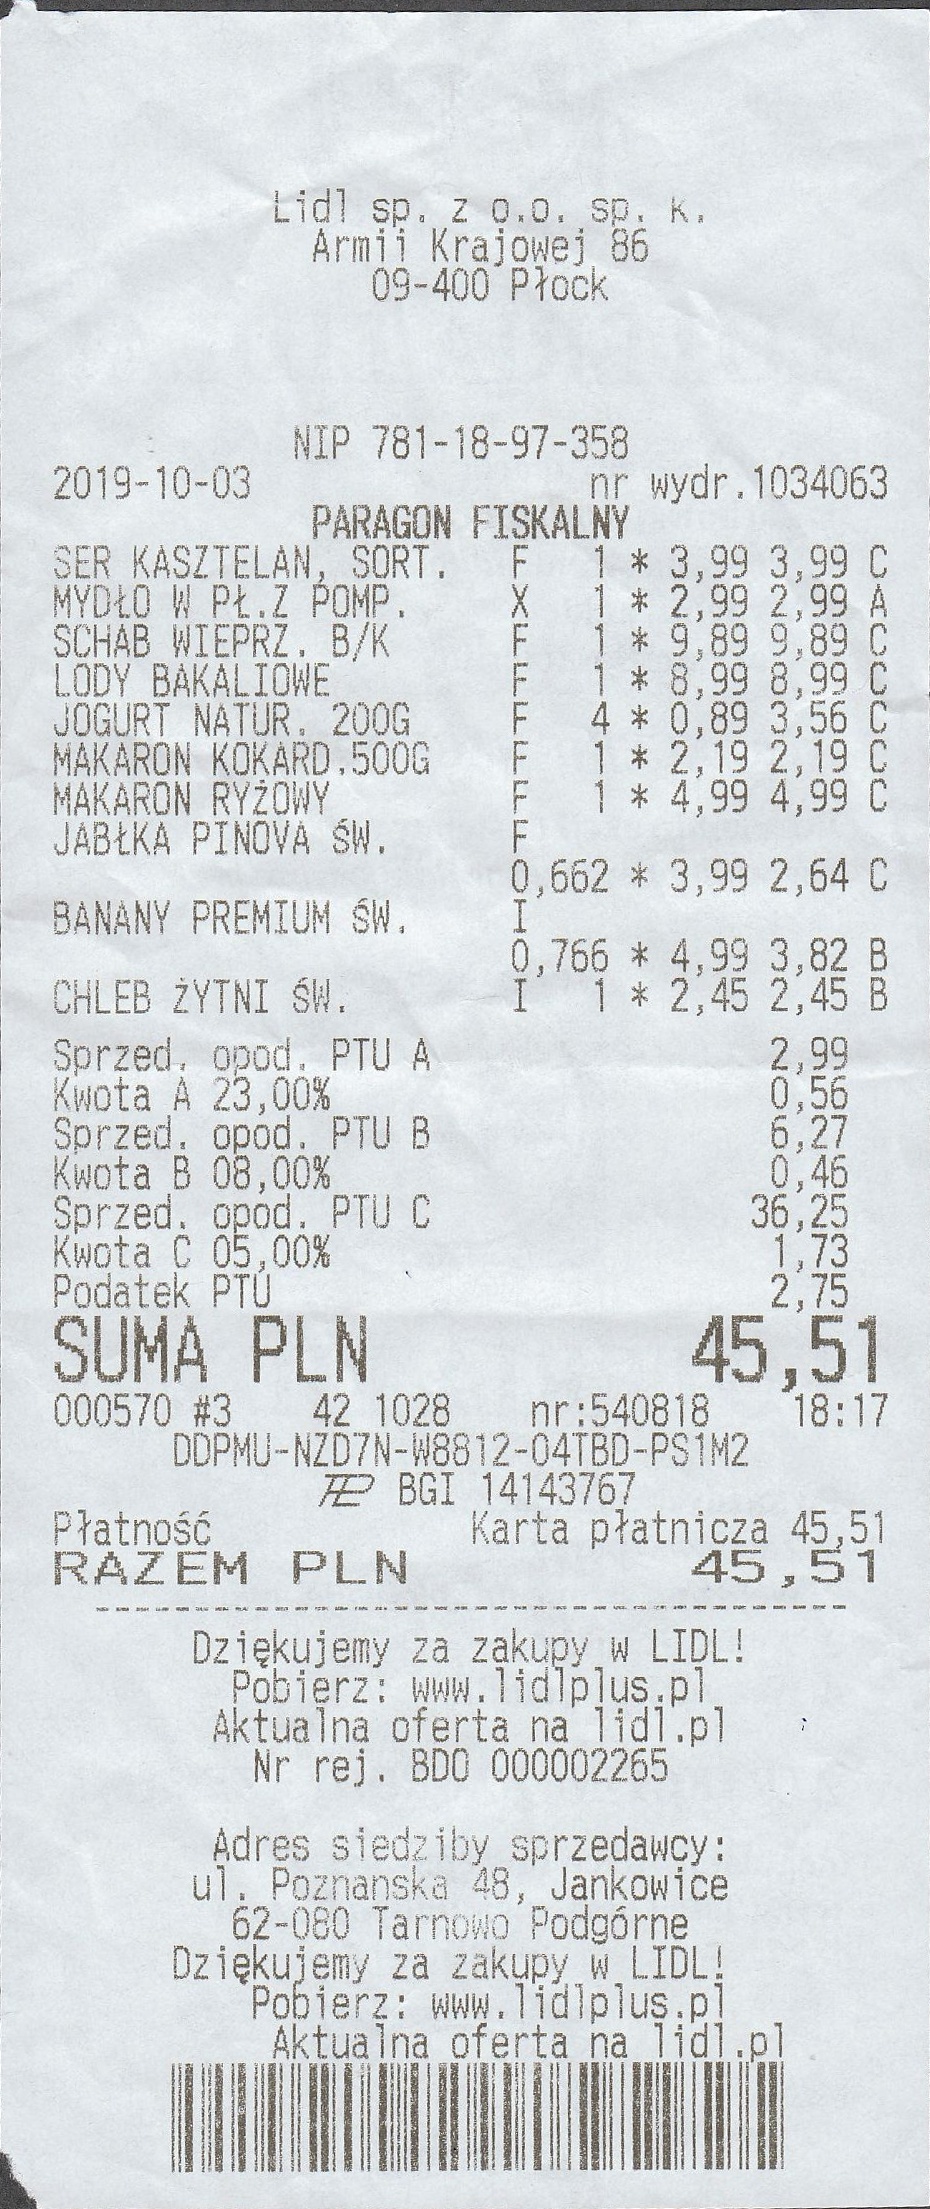 Lidl sp. z o.o. sp. k.
Armii Krajowej 86
09-400 Płock
NIP 781-18-97-358
2019-10-03 nr wydr.1034063
PARAGON FISKALNY
SER KASZTELAN, SORT. F 1 * 3,99 3,99 C
MYDŁO W PŁ.Z POMP. X 1 * 2,99 2,99 A
SCHAB WIEPRZ. B/K F 1 * 9,89 9,89 C
LODY BAKALIOWE F 1 * 8,99 8,99 C
JOGURT NATUR. 200G F 4 * 0,89 3,56 C
MAKARON KOKARD.500G F 1 * 2,19 2,19 C
MAKARON RYŻOWY F 1 * 4,99 4,99 C
JABŁKA PINOVA ŚW. F
0,662 * 3,99 2,64 C
BANANY PREMIUM ŚW. I
0,766 * 4,99 3,82 B
CHLEB ŻYTNI ŚW. I 1 * 2,45 2,45 B
Sprzed. opod. PTU A 2,99
Kwota A 23,00% 0,56
Sprzed. opod. PTU B 6,27
Kwota B 08,00% 0,46
Sprzed. opod. PTU C 36,25
Kwota C 05,00% 1,73
Podatek PTU 2,75
SUMA PLN 45,51
000570 #3 42 1028 nr:540818 18:17
DDPMU-NZD7N-W8812-04TBD-PS1M2
BGI 14143767
Płatność Karta płatnicza 45,51
RAZEM PLN 45,51
Dziękujemy za zakupy w LIDL!
Pobierz: www.lidlplus.pl
Aktualna oferta na lidl.pl
Nr rej. BDO 000002265
Adres siedziby sprzedawcy:
ul. Poznanska 48, Jankowice
62-080 Tarnowo Podgórne
Dziękujemy za zakupy w LIDL!
Pobierz: www.lidlplus.pl
Aktualna oferta na lidl.pl